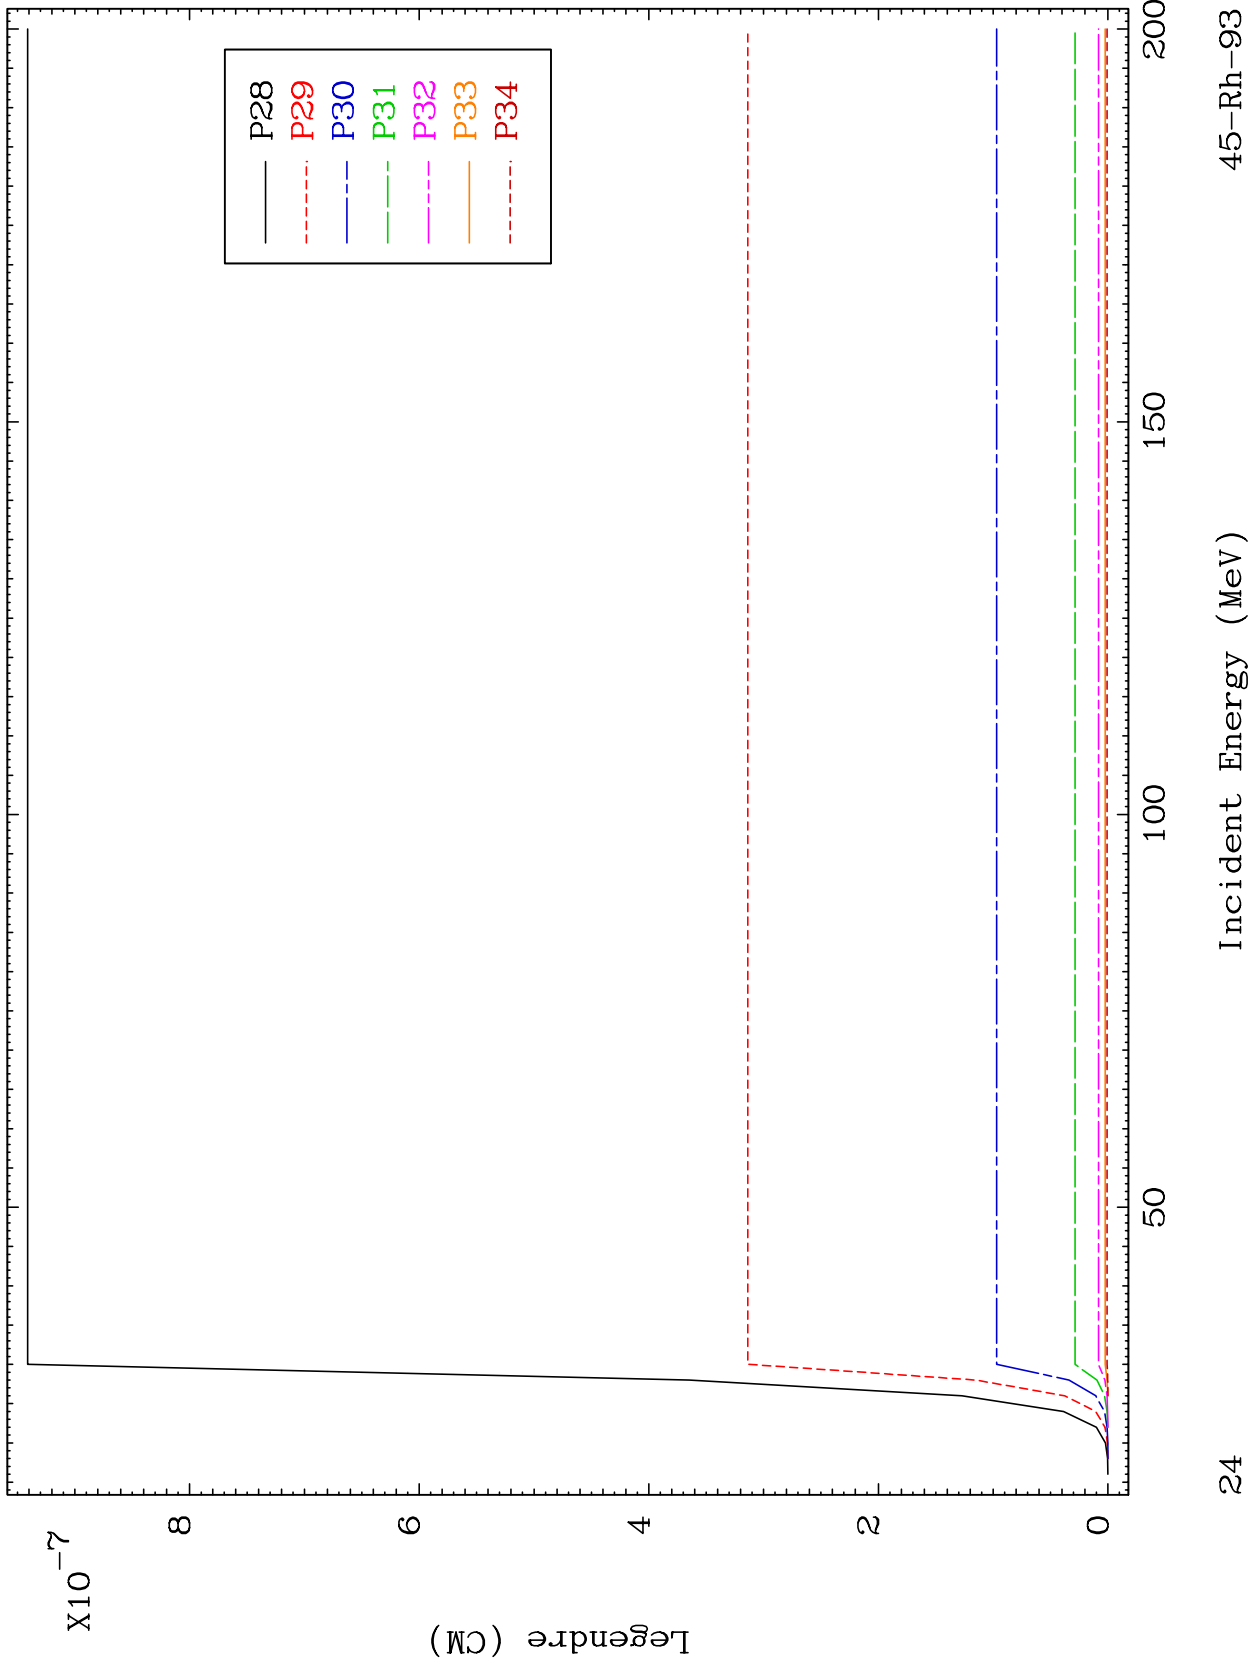 X10-7
8
6
4
2
0
Legendre (CM)
P28
P29
P30
P31
P32
P33
P34
50
100
150
200
Incident Energy (MeV)
24
45-Rh-93